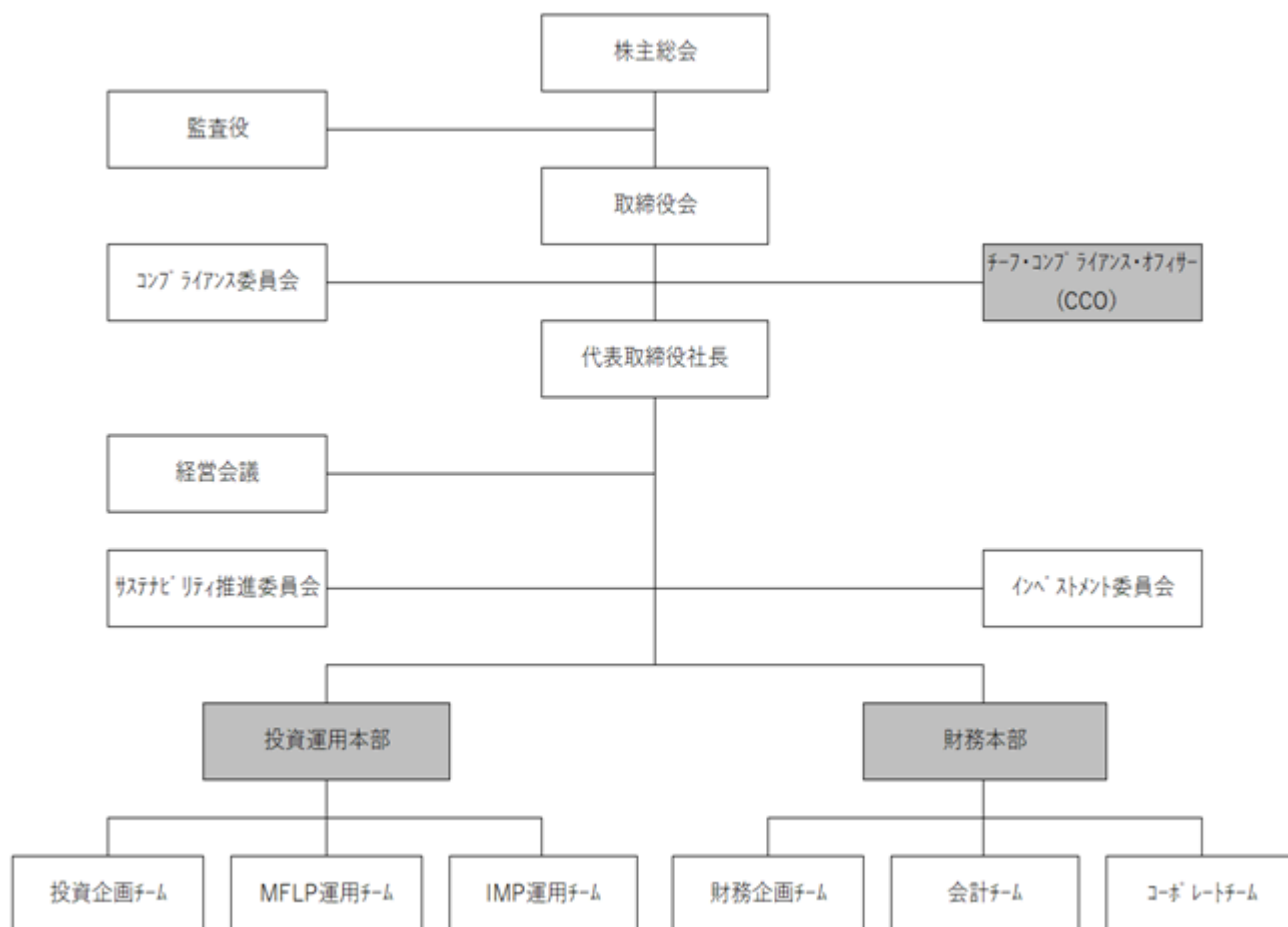 株主総会
監査役
取締役会
ｺﾝﾌﾟﾗｲｱﾝｽ委員会
ﾁｰﾌ・ｺﾝﾌﾟﾗｲｱﾝｽ・ｵﾌｨｻｰ
(CCO)
代表取締役社長
経営会議
ｻｽﾃﾅﾋﾞﾘﾃｨ推進委員会
ｲﾝﾍﾞｽﾄﾒﾝﾄ委員会
投資運用本部
財務本部
投資企画ﾁｰﾑ
MFLP運用ﾁｰﾑ
IMP運用ﾁｰﾑ
財務企画ﾁｰﾑ
会計ﾁｰﾑ
ｺｰﾎﾟﾚｰﾄﾁｰﾑ